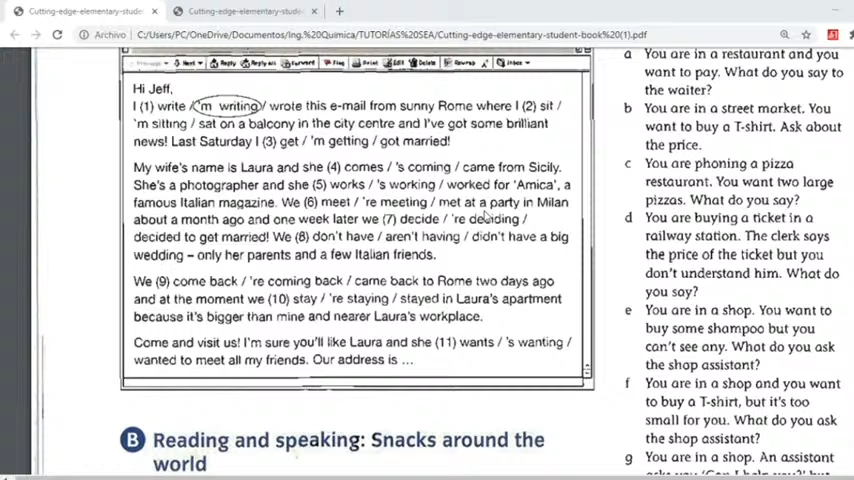 Cutting-edge-elementary-stude
Cutting-edge-elementary-stude
Archivo
C:/Users/PC/OneDrive/Documentos/Ing.%20Quimica/TUTORÍAS%20SEA/Cutting-edge-elementary-student-book%20(1).pdf
Next Reply Reply all Forward Flag Print Edit Delete Inbox
Hi Jeff,
I (1) write / 'm writing / wrote this e-mail from sunny Rome where I (2) sit /
'm sitting / sat on a balcony in the city centre and I've got some brilliant
news! Last Saturday I (3) get / 'm getting / got married!
My wife's name is Laura and she (4) comes / 's coming / came from Sicily.
She's a photographer and she (5) works / 's working / worked for 'Amica', a
famous Italian magazine. We (6) meet / 're meeting / met at a party in Milan
about a month ago and one week later we (7) decide / 're deciding /
decided to get married! We (8) don't have / aren't having / didn't have a big
wedding – only her parents and a few Italian friends.
We (9) come back / 're coming back / came back to Rome two days ago
and at the moment we (10) stay / 're staying / stayed in Laura's apartment
because it's bigger than mine and nearer Laura's workplace.
Come and visit us! I'm sure you'll like Laura and she (11) wants / 's wanting /
wanted to meet all my friends. Our address is ...
B Reading and speaking: Snacks around the
world
a You are in a restaurant and you
want to pay. What do you say to
the waiter?
b You are in a street market. You
want to buy a T-shirt. Ask about
the price.
c You are phoning a pizza
restaurant. You want two large
pizzas. What do you say?
d You are buying a ticket in a
railway station. The clerk says
the price of the ticket but you
don't understand him. What do
you say?
e You are in a shop. You want to
buy some shampoo but you
can't see any. What do you ask
the shop assistant?
f You are in a shop and you want
to buy a T-shirt, but it's too
small for you. What do you ask
the shop assistant?
g You are in a shop. An assistant
asks you 'Can I help you?' but